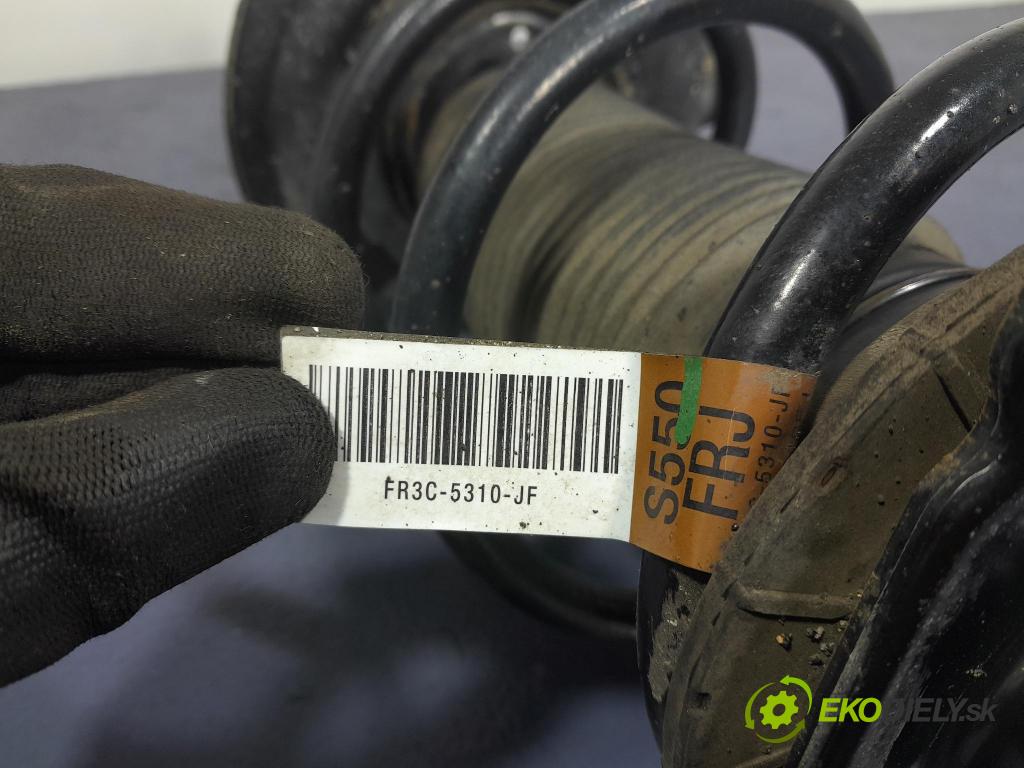 FR3C-5310-JF
S550
FRJ
5310-JF
EKODIELY.sk